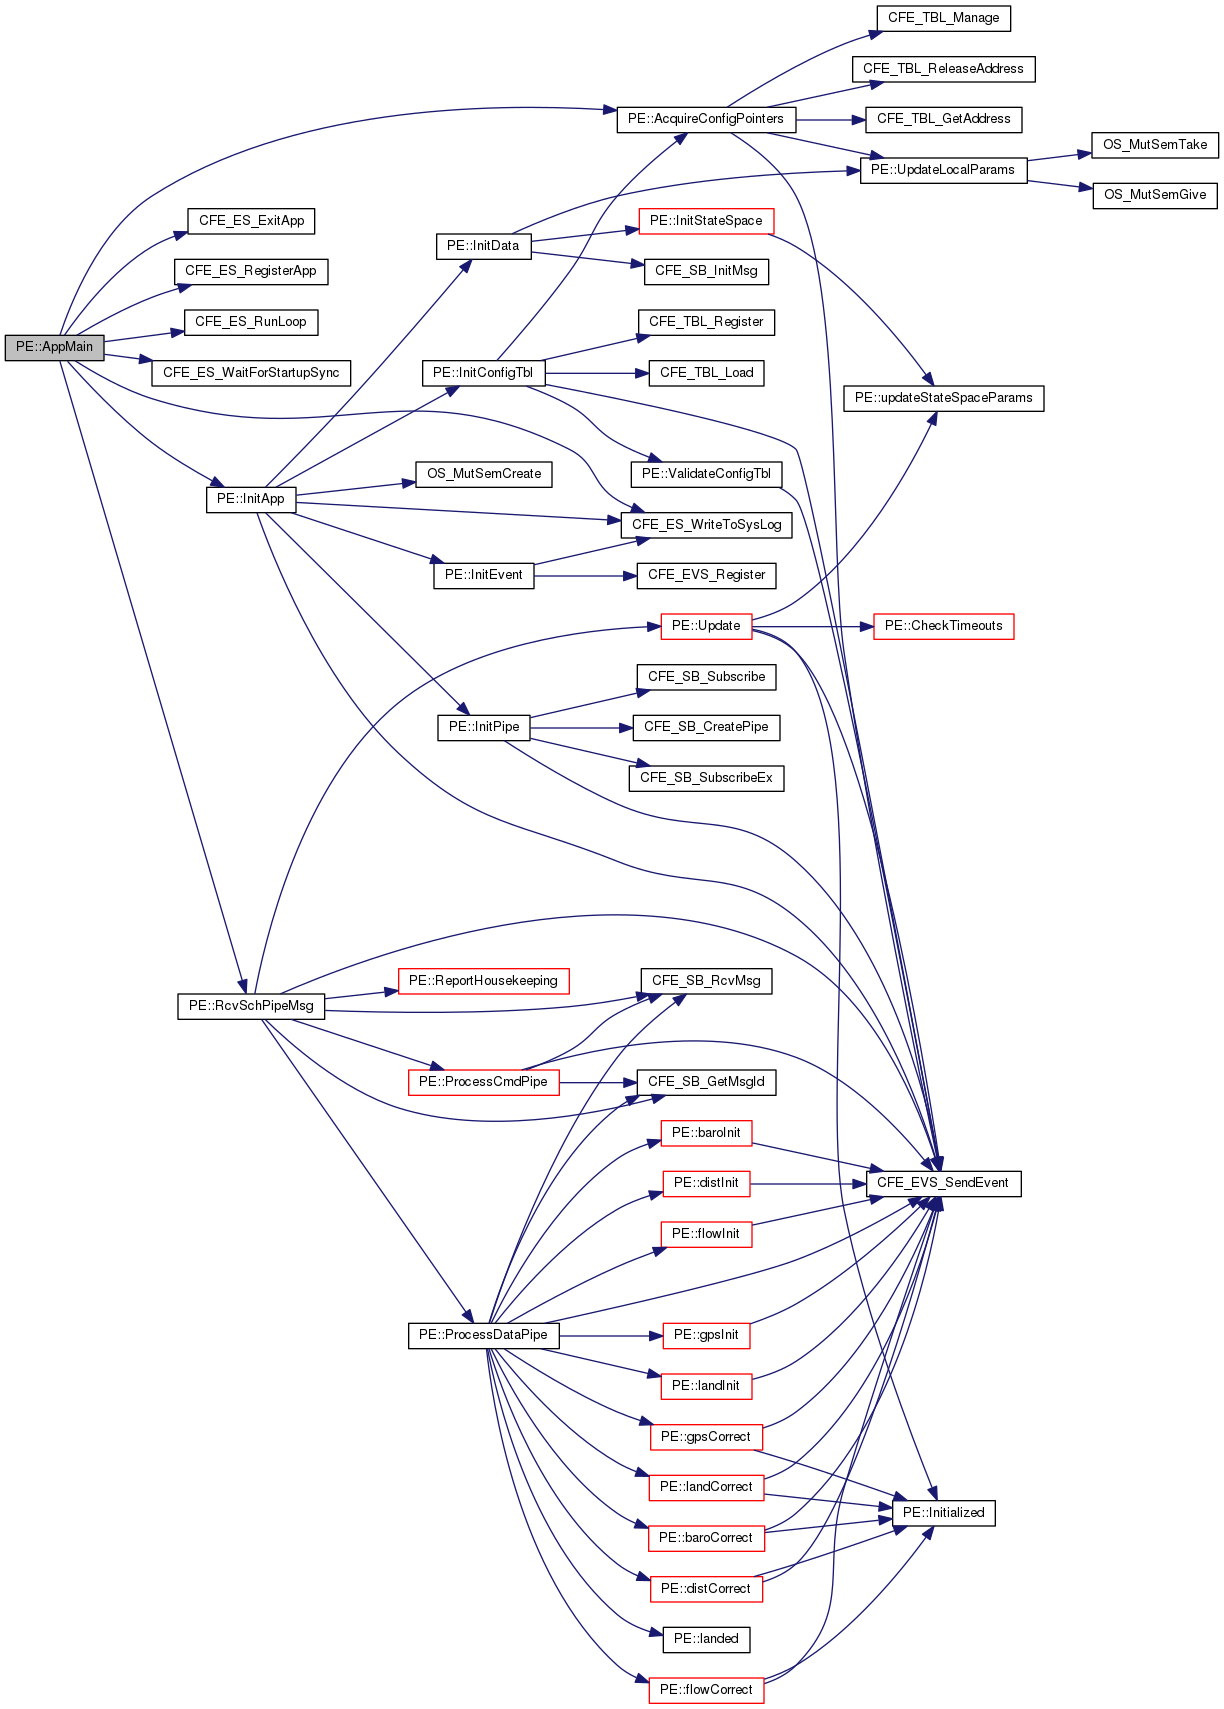 CFE_TBL_Manage
CFE_TBL_ReleaseAddress
PE::AcquireConfigPointers
CFE_TBL_GetAddress
OS_MutSemTake
PE::UpdateLocalParams
OS_MutSemGive
CFE_ES_ExitApp
PE::InitStateSpace
PE::InitData
CFE_ES_RegisterApp
CFE_SB_InitMsg
CFE_ES_RunLoop
CFE_TBL_Register
PE::AppMain
CFE_ES_WaitForStartupSync
PE::InitConfigTbl
CFE_TBL_Load
PE::updateStateSpaceParams
OS_MutSemCreate
PE::ValidateConfigTbl
PE::InitApp
CFE_ES_WriteToSysLog
PE::InitEvent
CFE_EVS_Register
PE::Update
PE::CheckTimeouts
CFE_SB_Subscribe
PE::InitPipe
CFE_SB_CreatePipe
CFE_SB_SubscribeEx
PE::ReportHousekeeping
CFE_SB_RcvMsg
PE::RcvSchPipeMsg
PE::ProcessCmdPipe
CFE_SB_GetMsgId
PE::baroInit
PE::distInit
CFE_EVS_SendEvent
PE::flowInit
PE::ProcessDataPipe
PE::gpsInit
PE::landInit
PE::gpsCorrect
PE::landCorrect
PE::Initialized
PE::baroCorrect
PE::distCorrect
PE::landed
PE::flowCorrect